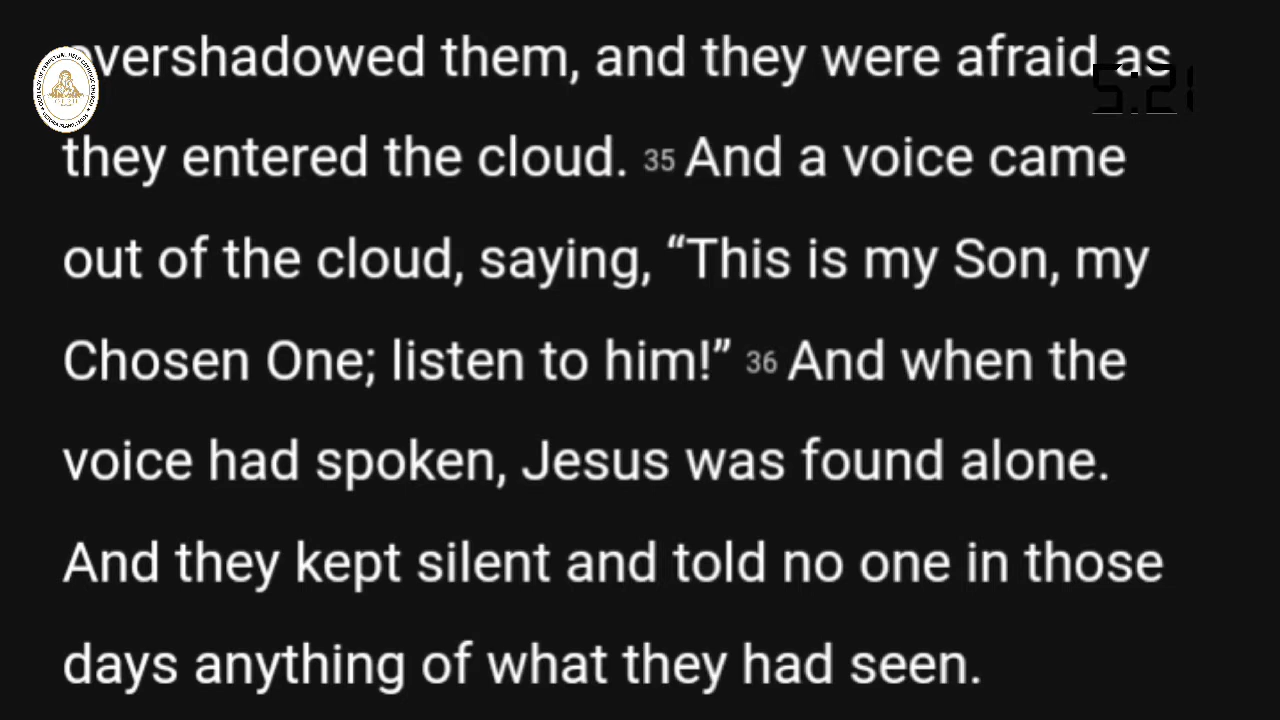 overshadowed them, and they were afraid as
they entered the cloud. 35 And a voice came
out of the cloud, saying, “This is my Son, my
Chosen One; listen to him!” 36 And when the
voice had spoken, Jesus was found alone.
And they kept silent and told no one in those
days anything of what they had seen.